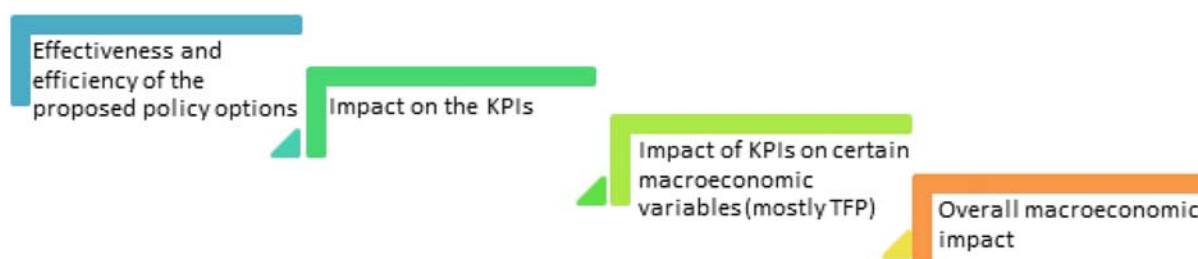 Effectiveness and
efficiency of the
proposed policy options
Impact on the KPIs
Impact of KPIs on certain
macroeconomic
variables (mostly TFP)
Overall macroeconomic
impact